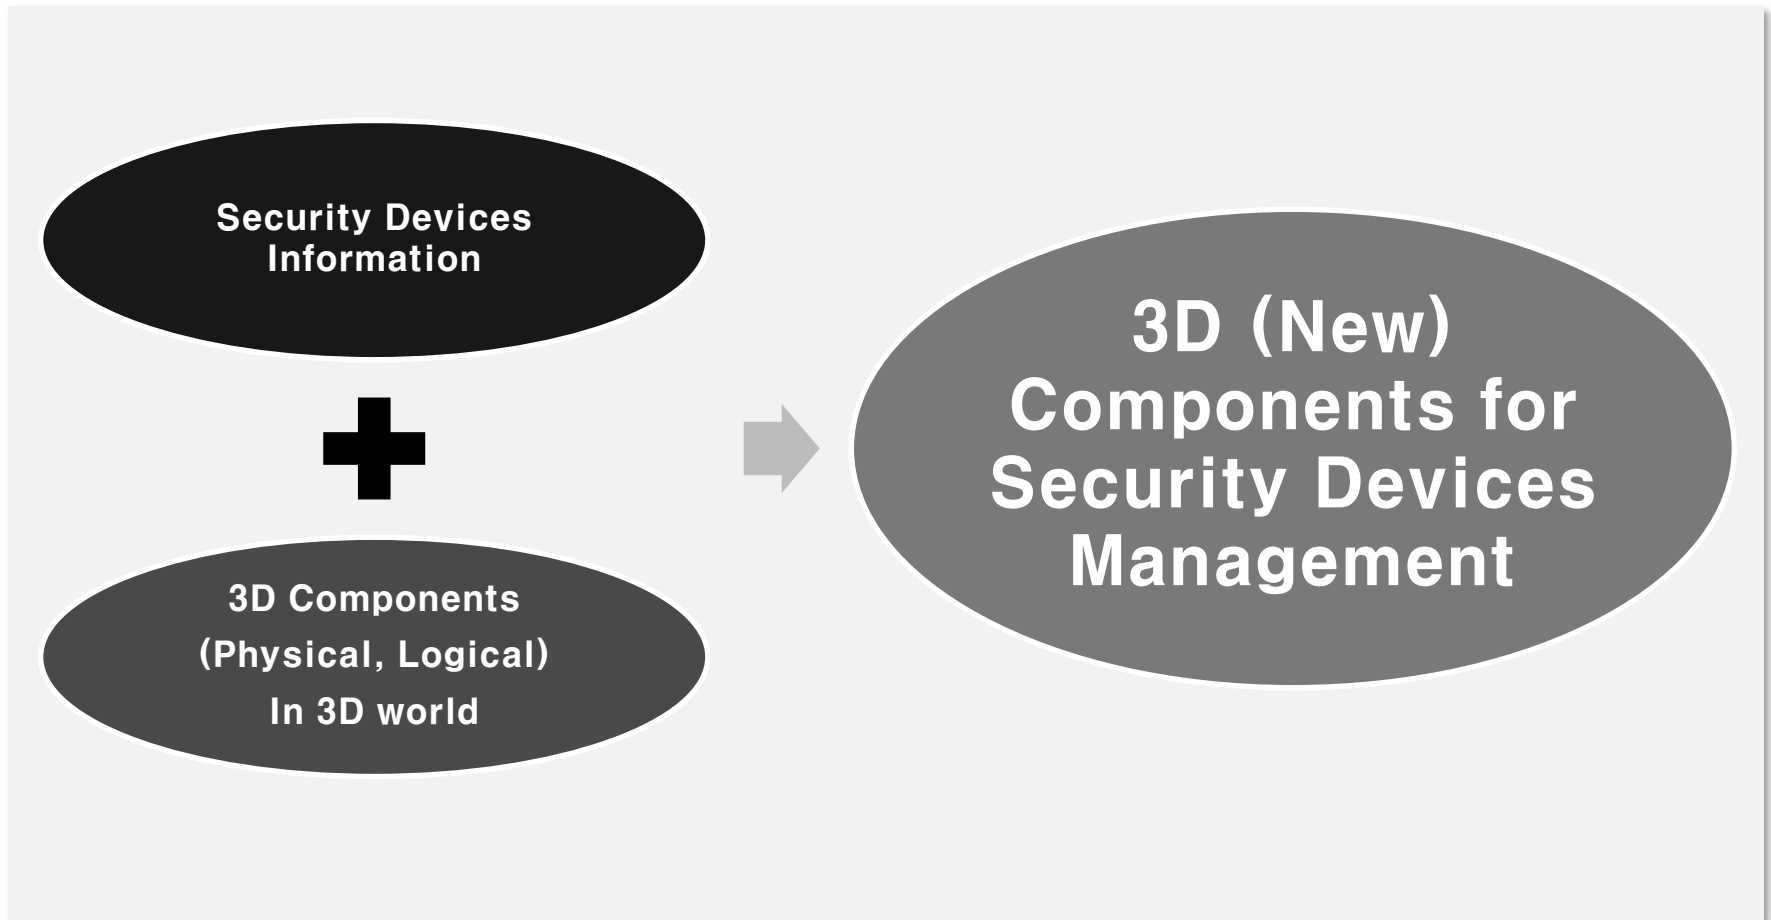 Security Devices
Information
3D Components
(Physical, Logical)
In 3D world
3D (New)
Components for
Security Devices
Management